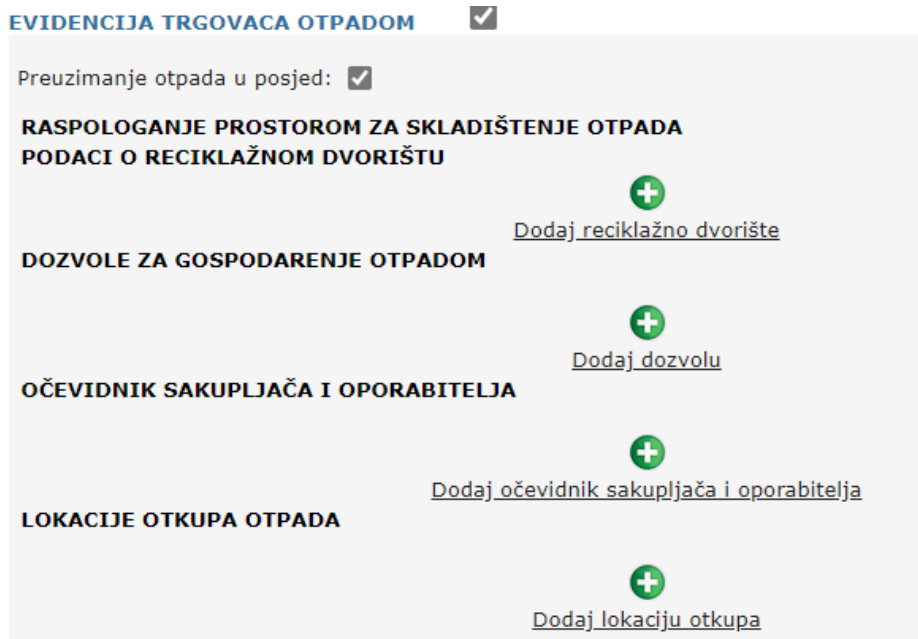 EVIDENCIJA TRGOVACA OTPADOM
Preuzimanje otpada u posjed:
RASPOLOGANJE PROSTOROM ZA SKLADIŠTENJE OTPADA
PODACI O RECIKLAŽNOM DVORIŠTU
Dodaj reciklažno dvorište
DOZVOLE ZA GOSPODARENJE OTPADOM
Dodaj dozvolu
OČEVIDNIK SAKUPLJAČA I OPORABITELJA
Dodaj očevidnik sakupljača i oporabitelja
LOKACIJE OTKUPA OTPADA
Dodaj lokaciju otkupa